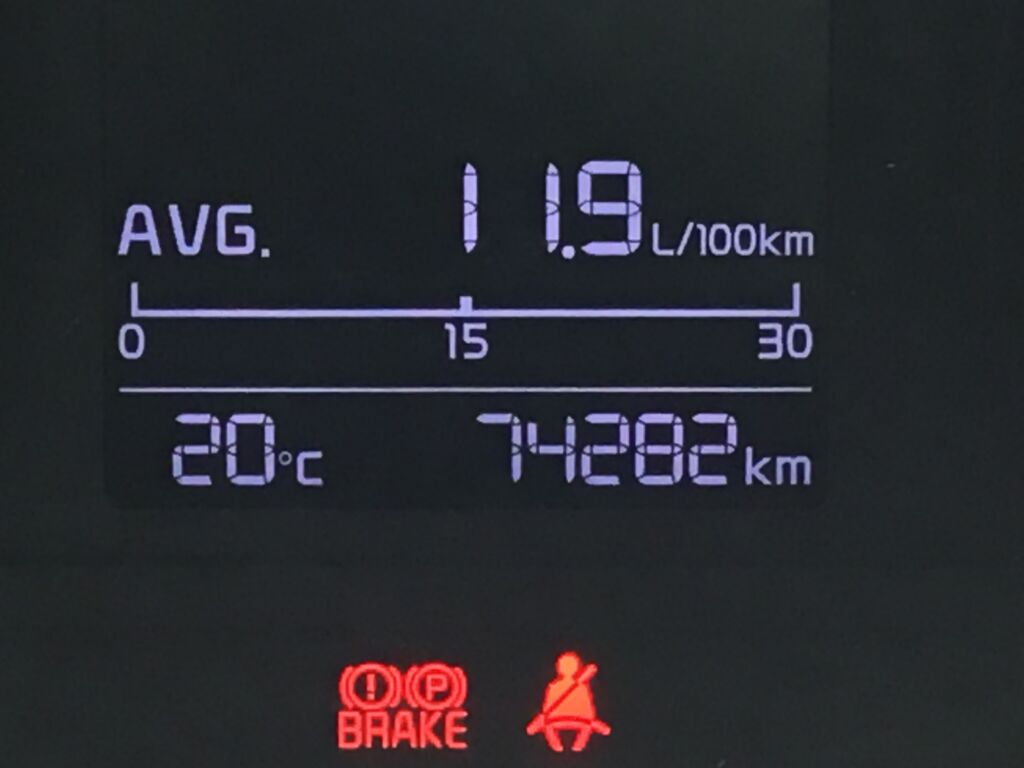 AVG. 11.9 L/100km
0 15 30
20°C 74282 km
! P
BRAKE